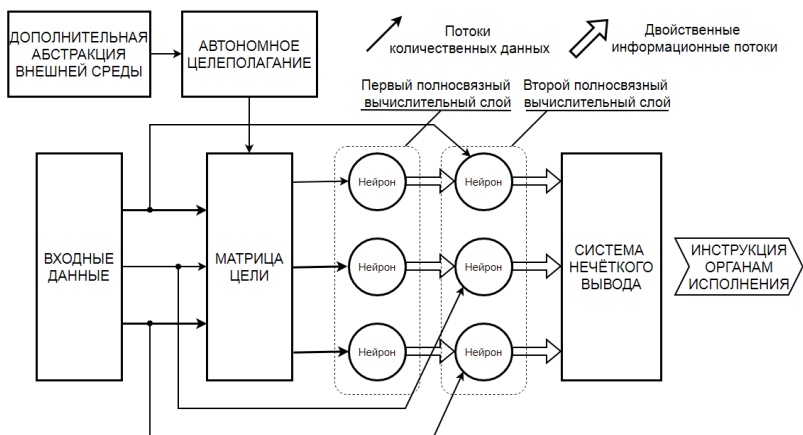 ДОПОЛНИТЕЛЬНАЯ
АБСТРАКЦИЯ
ВНЕШНЕЙ СРЕДЫ
АВТОНОМНОЕ
ЦЕЛЕПОЛАГАНИЕ
Потоки
количественных данных
Двойственные
информационные потоки
Первый полносвязный
вычислительный слой
Второй полносвязный
вычислительный слой
ВХОДНЫЕ
ДАННЫЕ
МАТРИЦА
ЦЕЛИ
Нейрон
Нейрон
Нейрон
Нейрон
Нейрон
Нейрон
СИСТЕМА
НЕЧЁТКОГО
ВЫВОДА
ИНСТРУКЦИЯ
ОРГАНАМ
ИСПОЛНЕНИЯ